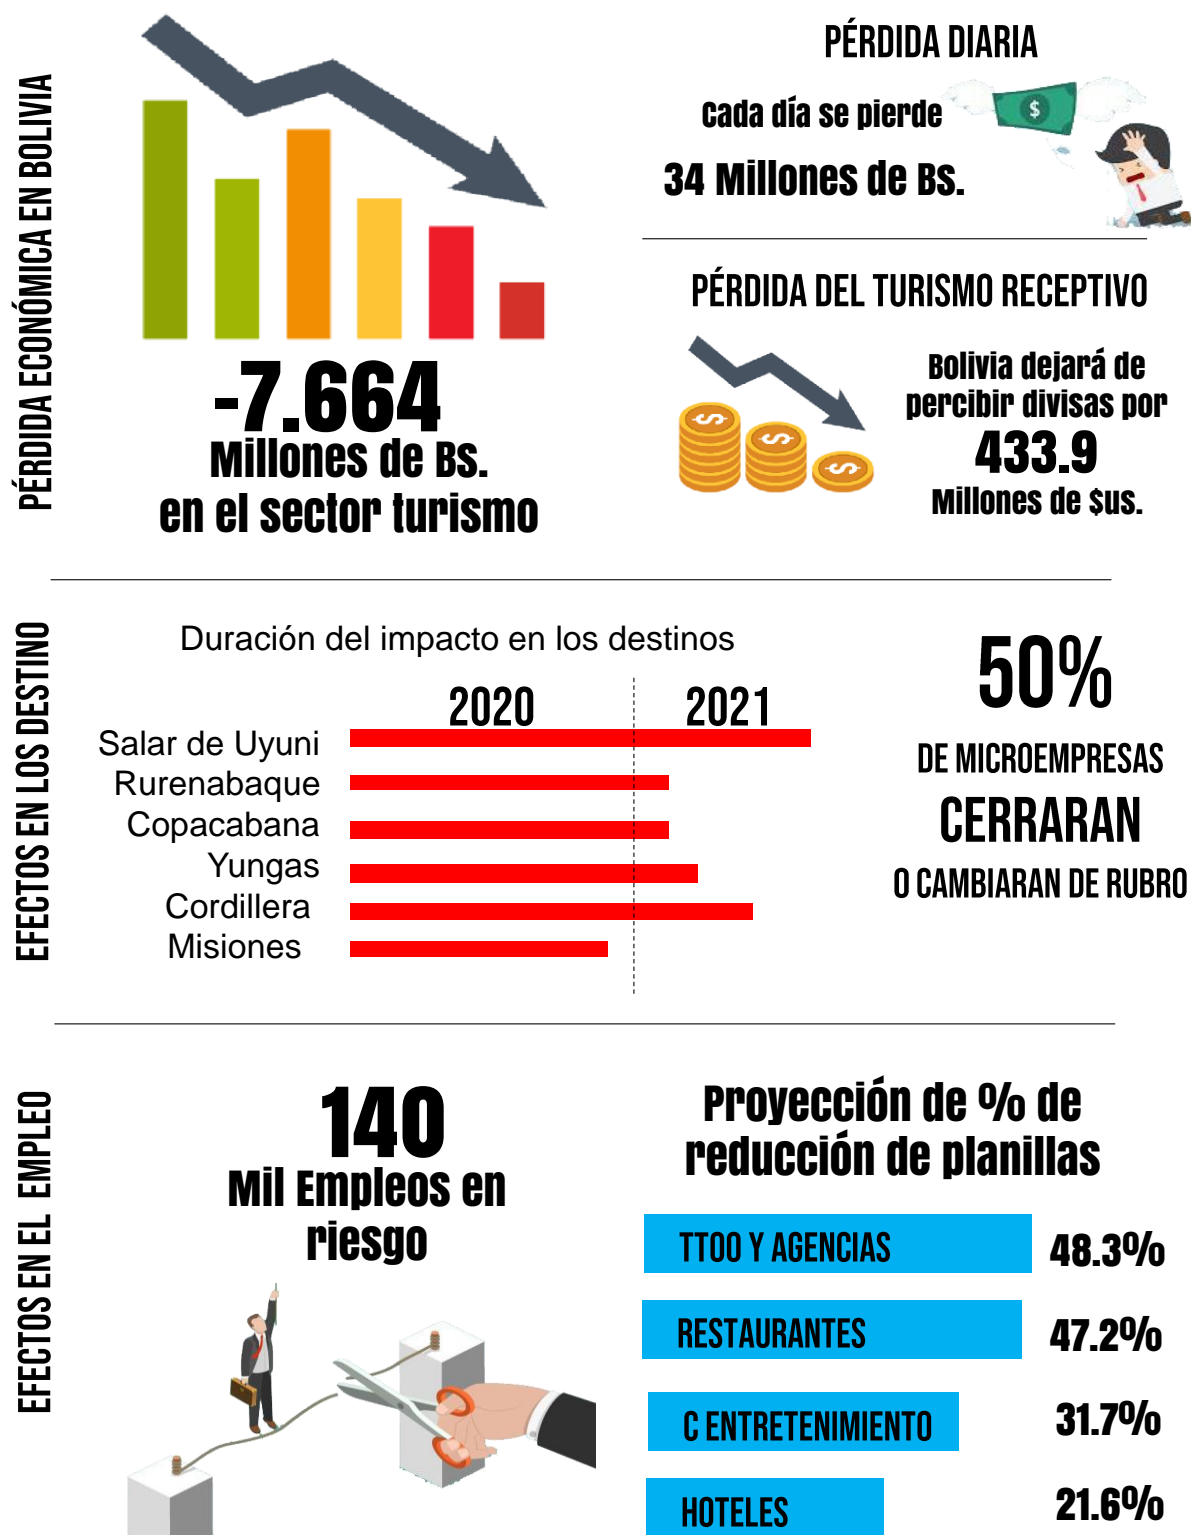 PÉRDIDA ECONÓMICA EN BOLIVIA
-7.664
Millones de Bs.
en el sector turismo
PÉRDIDA DIARIA
Cada día se pierde
34 Millones de Bs.
PÉRDIDA DEL TURISMO RECEPTIVO
Bolivia dejará de
percibir divisas por
433.9
Millones de $us.
EFECTOS EN LOS DESTINO
Duración del impacto en los destinos
2020 2021
Salar de Uyuni
Rurenabaque
Copacabana
Yungas
Cordillera
Misiones
50%
DE MICROEMPRESAS
CERRARAN
O CAMBIARAN DE RUBRO
EFECTOS EN EL EMPLEO
140
Mil Empleos en
riesgo
Proyección de % de
reducción de planillas
TTOO Y AGENCIAS 48.3%
RESTAURANTES 47.2%
C ENTRETENIMIENTO 31.7%
HOTELES 21.6%